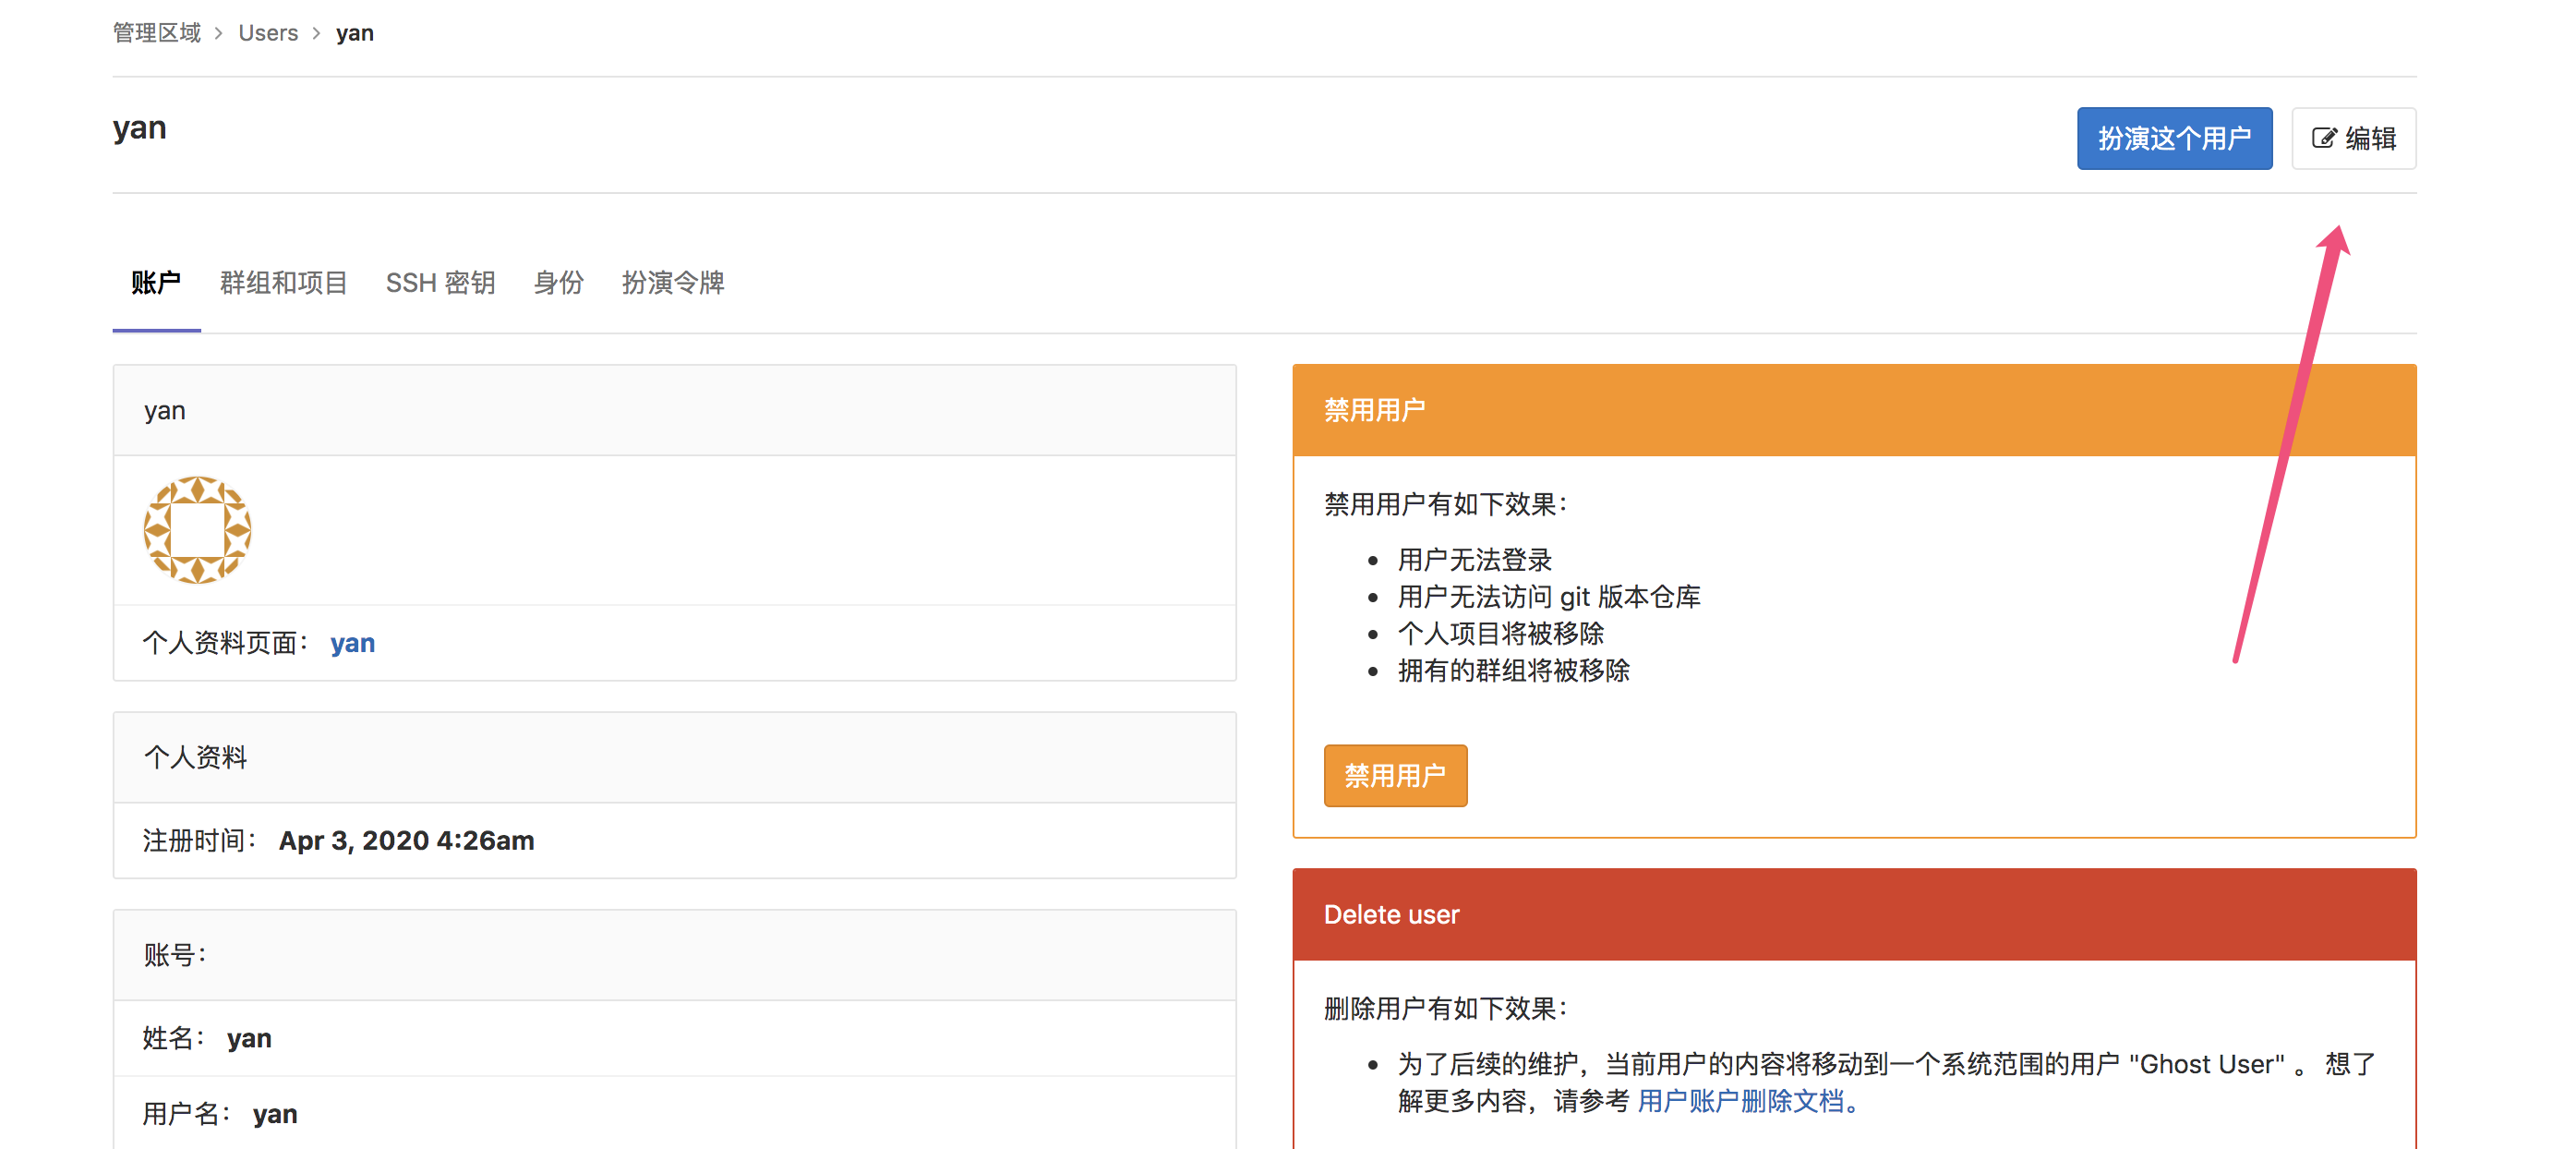 管理区域 > Users > yan
yan
扮演这个用户
编辑
账户 群组和项目 SSH 密钥 身份 扮演令牌
yan
个人资料页面： yan
个人资料
注册时间： Apr 3, 2020 4:26am
账号：
姓名： yan
用户名： yan
禁用用户
禁用用户有如下效果：
用户无法登录
用户无法访问 git 版本仓库
个人项目将被移除
拥有的群组将被移除
禁用用户
Delete user
删除用户有如下效果：
为了后续的维护，当前用户的内容将移动到一个系统范围的用户 "Ghost User" 。 想了
解更多内容，请参考 用户账户删除文档。